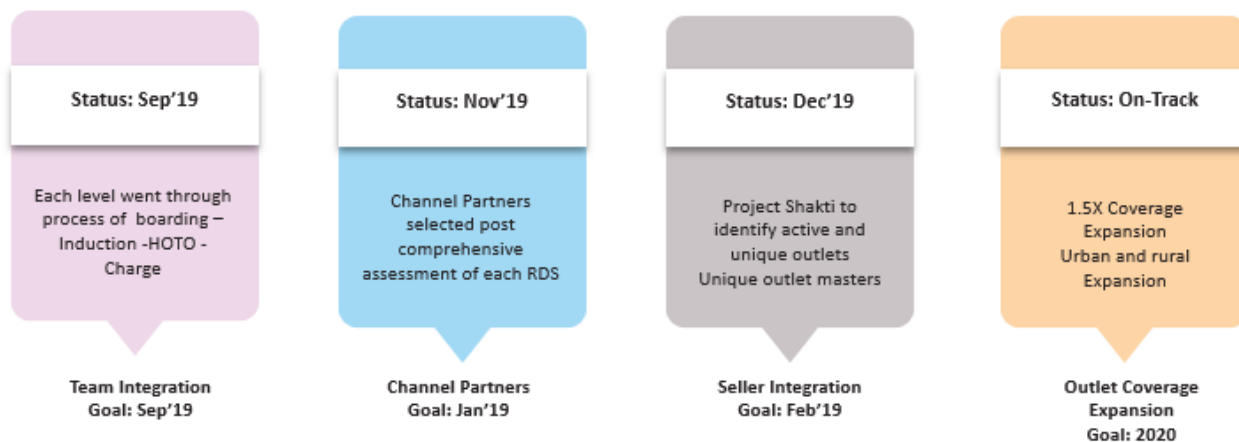 Status: Sep’19
Each level went through
process of boarding –
Induction -HOTO -
Charge
Team Integration
Goal: Sep’19
Status: Nov’19
Channel Partners
selected post
comprehensive
assessment of each RDS
Channel Partners
Goal: Jan’19
Status: Dec’19
Project Shakti to
identify active and
unique outlets
Unique outlet masters
Seller Integration
Goal: Feb’19
Status: On-Track
1.5X Coverage
Expansion
Urban and rural
Expansion
Outlet Coverage
Expansion
Goal: 2020